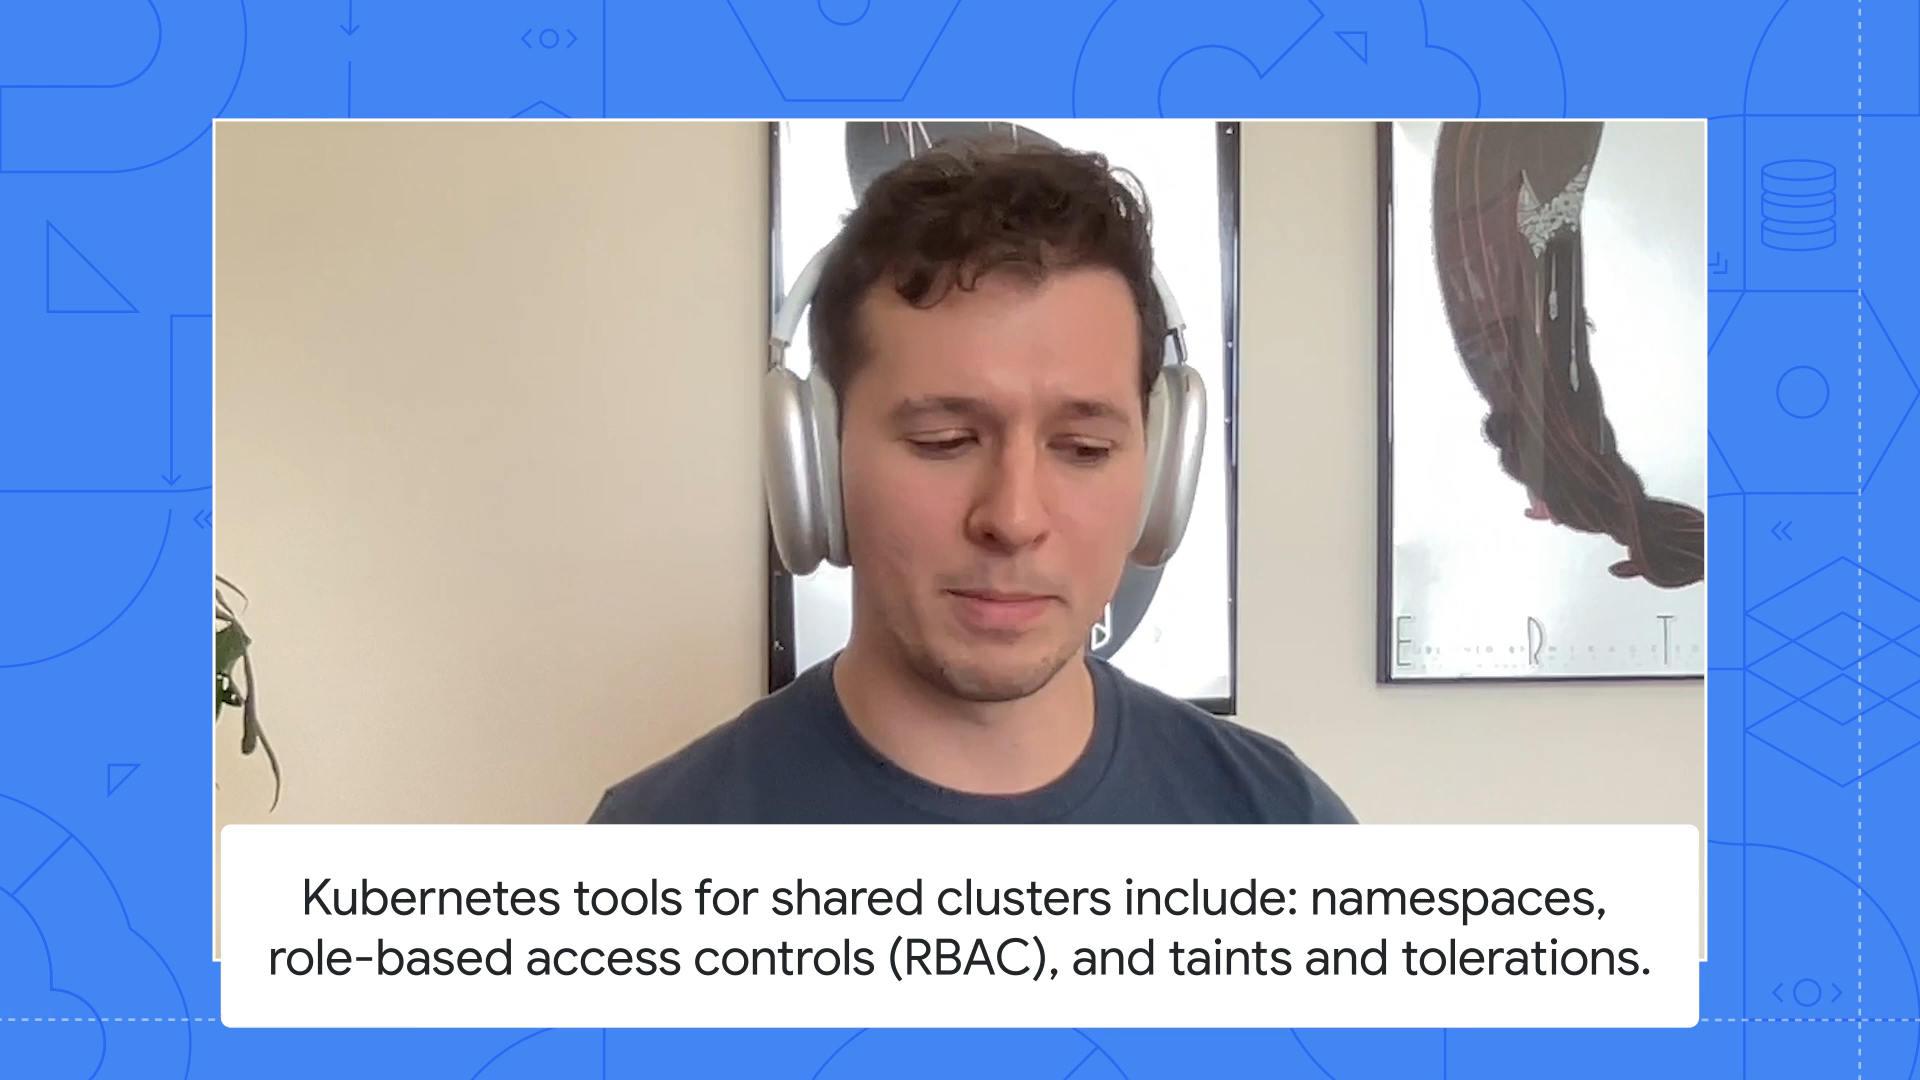 E R T
Kubernetes tools for shared clusters include: namespaces,
role-based access controls (RBAC), and taints and tolerations.